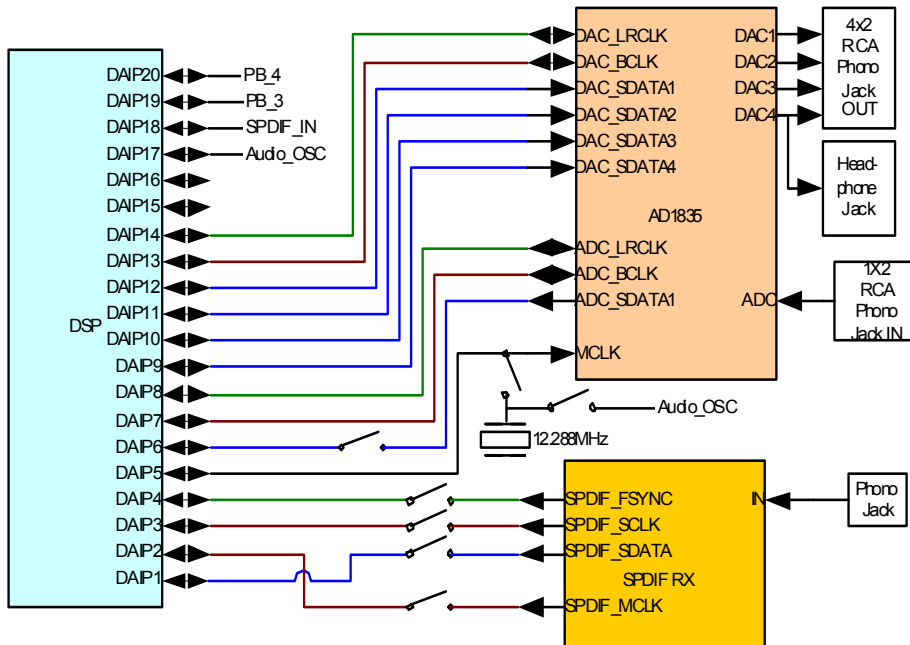 DSP
DAIP20
PB_4
DAIP19
PB_3
DAIP18
SPDIF_IN
DAIP17
Audio_OSC
DAIP16
DAIP15
DAIP14
DAIP13
DAIP12
DAIP11
DAIP10
DAIP9
DAIP8
DAIP7
DAIP6
DAIP5
DAIP4
DAIP3
DAIP2
DAIP1
DAC_LRCLK
DAC_BCLK
DAC_SDATA1
DAC_SDATA2
DAC_SDATA3
DAC_SDATA4
AD1835
ADC_LRCLK
ADC_BCLK
ADC_SDATA1
MCLK
DAC1
DAC2
DAC3
DAC4
ADC
4x2
RCA
Phono
Jack
OUT
Head-
phone
Jack
1X2
RCA
Phono
Jack IN
Audio_OSC
12.288MHz
SPDIF_FSYNC
SPDIF_SCLK
SPDIF_SDATA
SPDIF RX
SPDIF_MCLK
IN
Phono
Jack